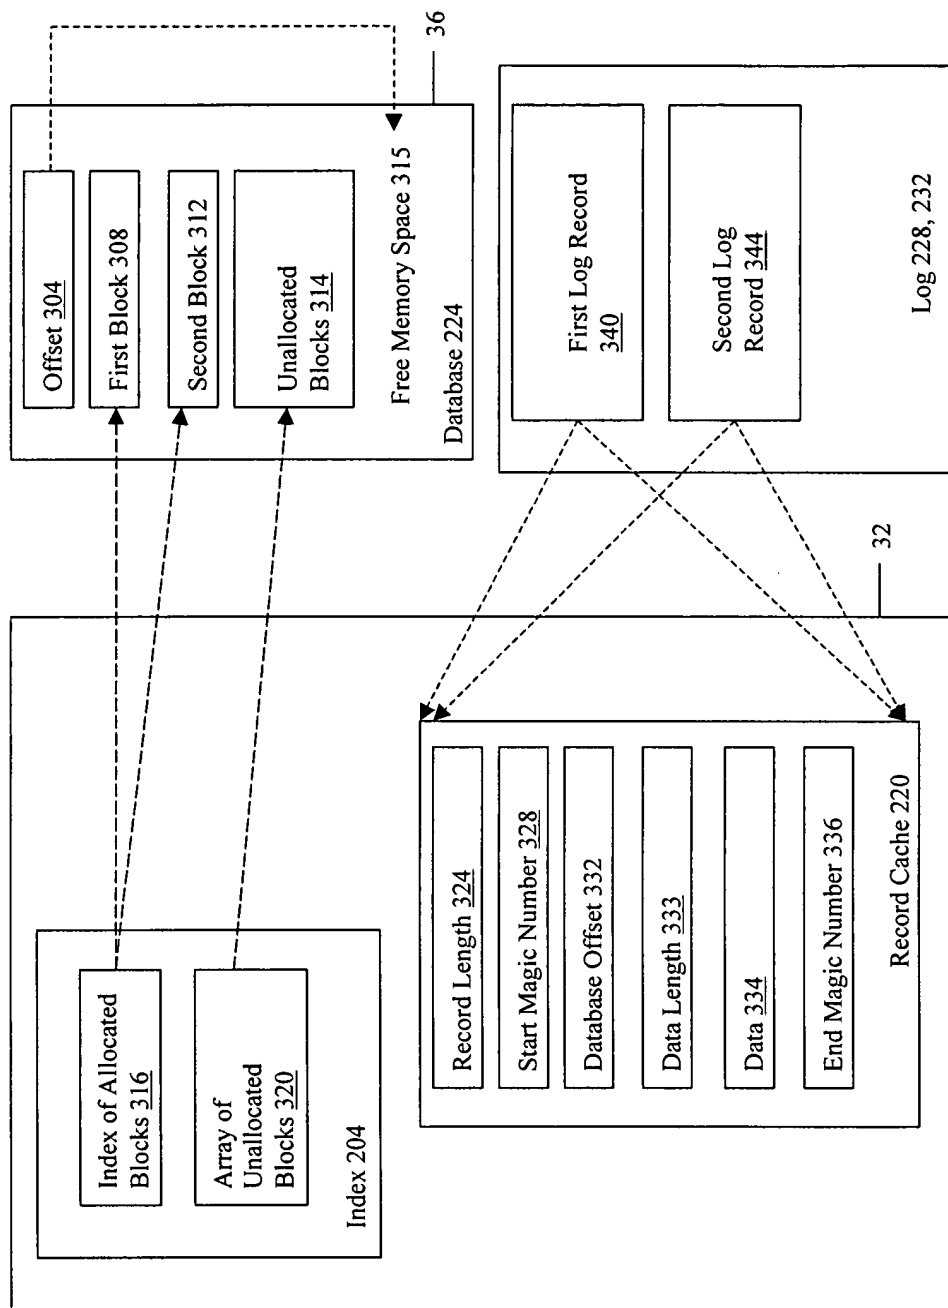 Index of Allocated
Blocks 316
Array of
Unallocated
Blocks 320
Index 204
Record Length 324
Start Magic Number 328
Database Offset 332
Data Length 333
Data 334
End Magic Number 336
Record Cache 220
32
Offset 304
First Block 308
Second Block 312
Unallocated
Blocks 314
Free Memory Space 315
Database 224
36
First Log Record
340
Second Log
Record 344
Log 228, 232